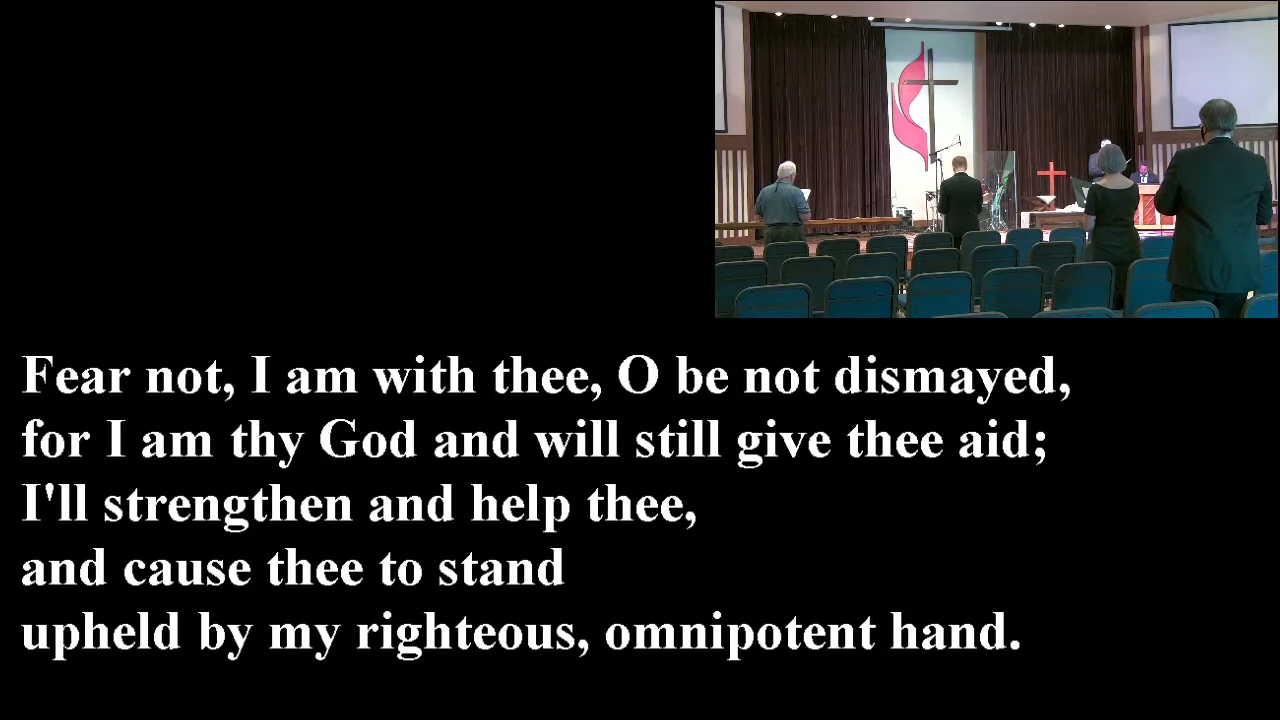 Fear not, I am with thee, O be not dismayed,
for I am thy God and will still give thee aid;
I'll strengthen and help thee,
and cause thee to stand
upheld by my righteous, omnipotent hand.